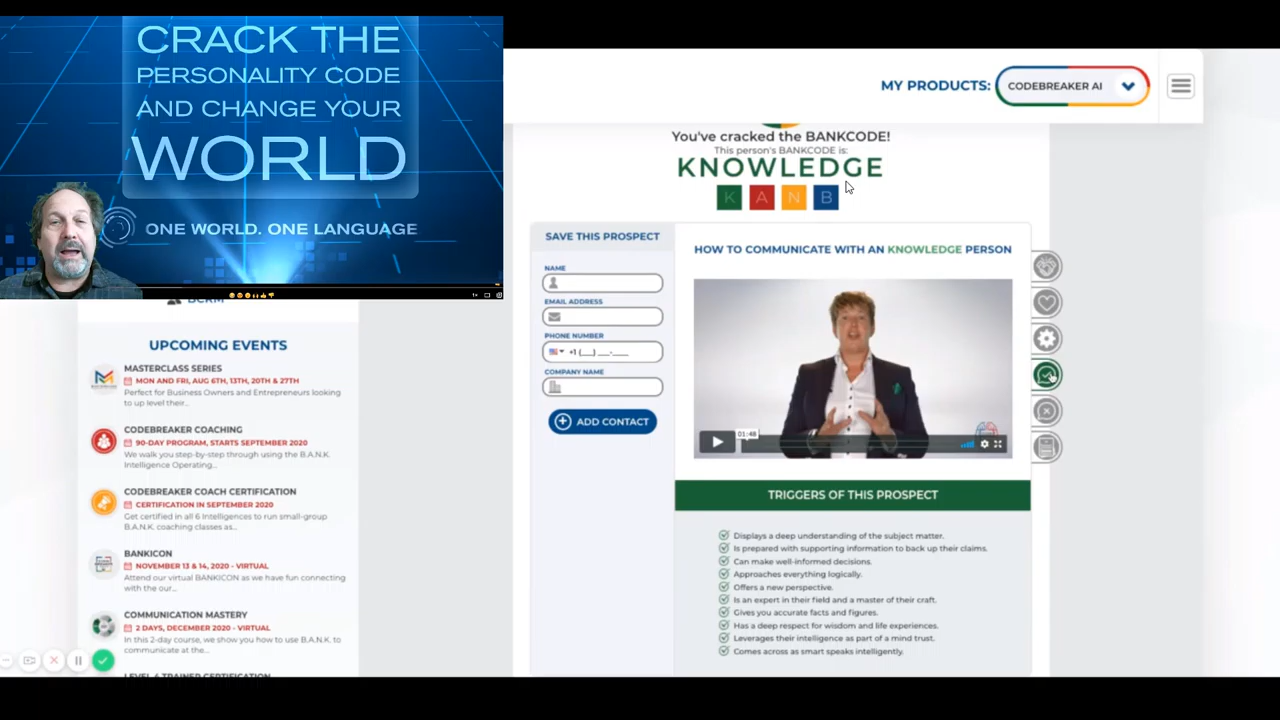 CRACK THE
PERSONALITY CODE
AND CHANGE YOUR
WORLD
ONE WORLD. ONE LANGUAGE
MY PRODUCTS:
CODEBREAKER AI
You've cracked the BANKCODE!
This person's BANKCODE is:
KNOWLEDGE
K A N B
SAVE THIS PROSPECT
NAME
EMAIL ADDRESS
PHONE NUMBER
+1 (___) ___-____
COMPANY NAME
ADD CONTACT
HOW TO COMMUNICATE WITH AN KNOWLEDGE PERSON
01:48
TRIGGERS OF THIS PROSPECT
Displays a deep understanding of the subject matter.
Is prepared with supporting information to back up their claims.
Can make well-informed decisions.
Approaches everything logically.
Offers a new perspective.
Is an expert in their field and a master of their craft.
Gives you accurate facts and figures.
Has a deep respect for wisdom and life experiences.
Leverages their intelligence as part of a mind trust.
Comes across as smart speaks intelligently.
UPCOMING EVENTS
MASTERCLASS SERIES
MON AND FRI, AUG 6TH, 13TH, 20TH & 27TH
Perfect for Business Owners and Entrepreneurs looking
to up level their...
CODEBREAKER COACHING
90-DAY PROGRAM, STARTS SEPTEMBER 2020
We walk you step-by-step through using the B.A.N.K.
Intelligence Operating...
CODEBREAKER COACH CERTIFICATION
CERTIFICATION IN SEPTEMBER 2020
Get certified in all 6 Intelligences to run small-group
B.A.N.K. coaching classes as...
BANKICON
NOVEMBER 13 & 14, 2020 - VIRTUAL
Attend our virtual BANKICON as we have fun connecting
with the our...
COMMUNICATION MASTERY
2 DAYS, DECEMBER 2020 - VIRTUAL
In this 2-day course, we show you how to use B.A.N.K. to
communicate at the...
LEVEL 4 TRAINER CERTIFICATION